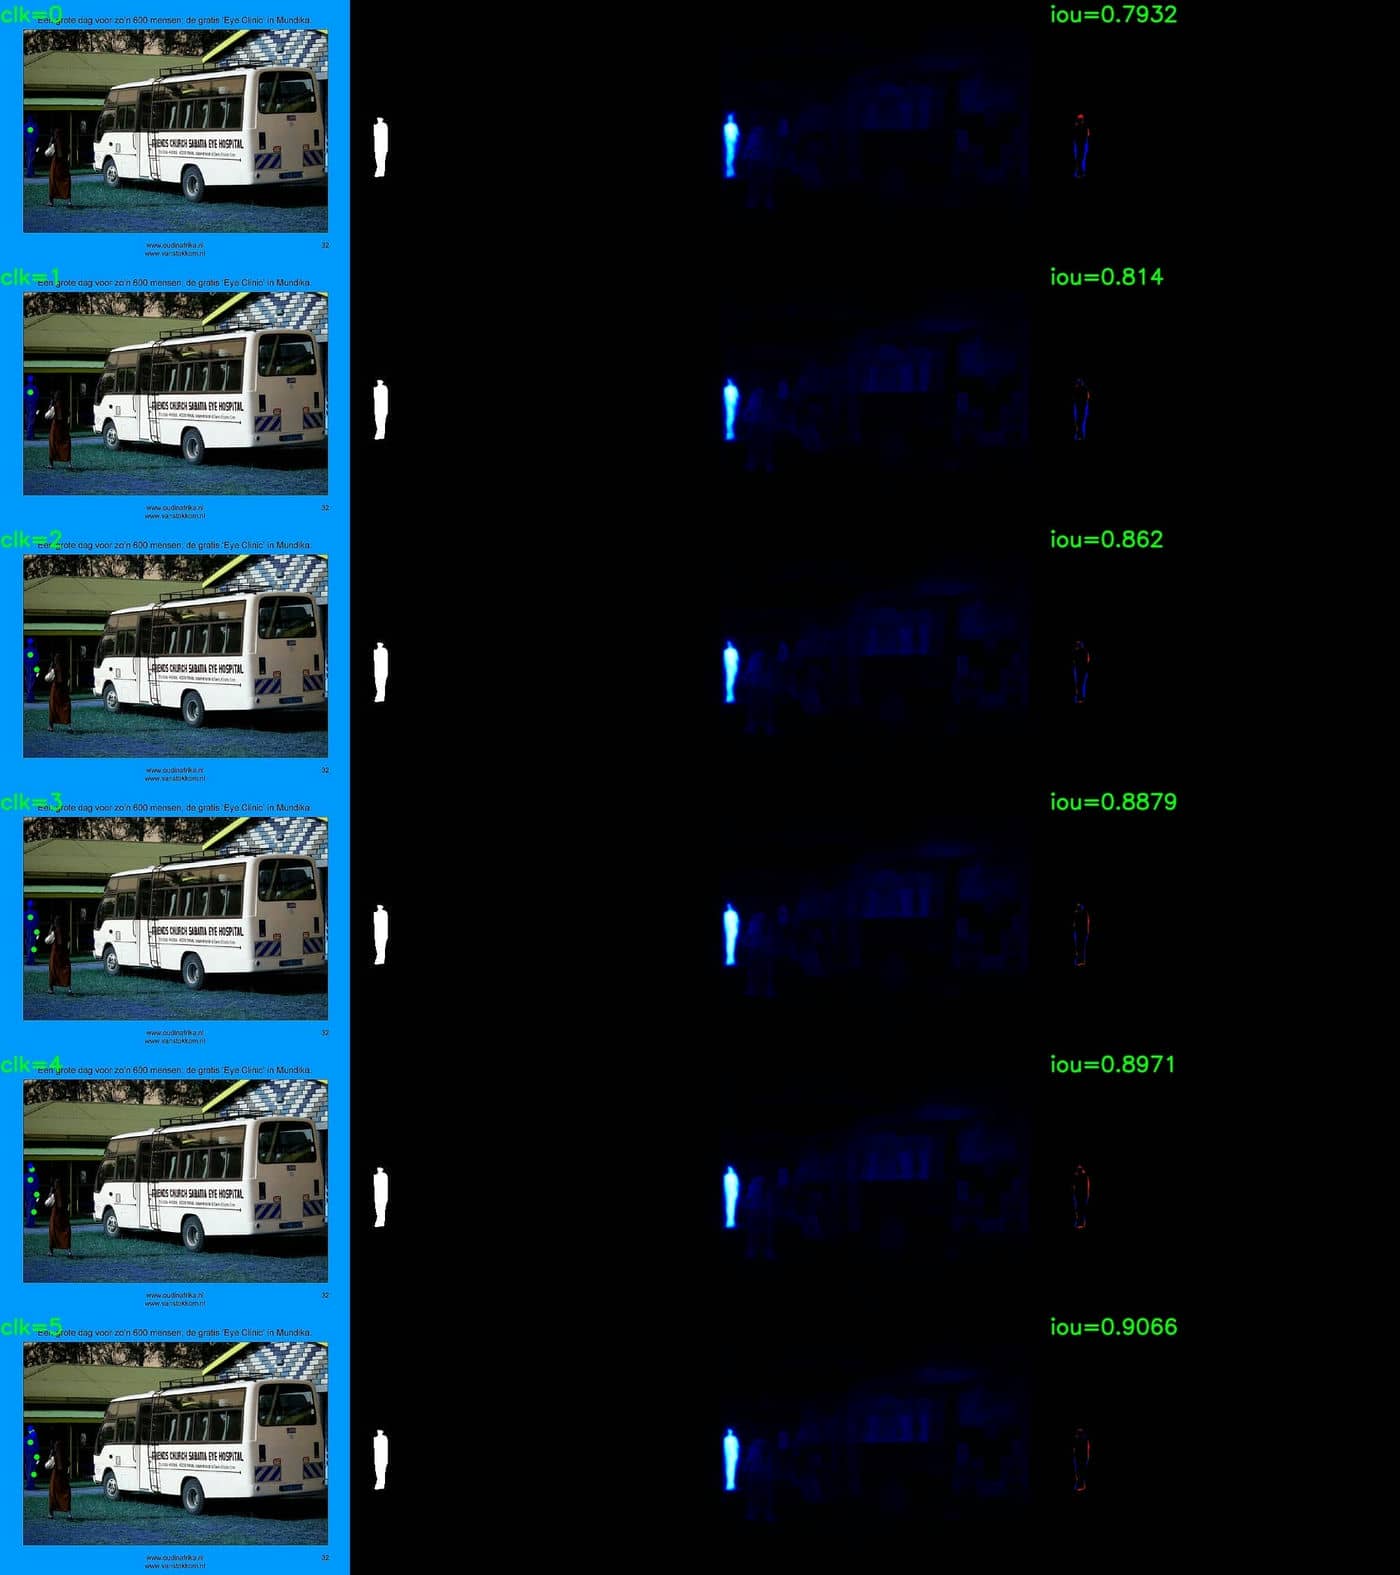 clk=0
Een grote dag voor zo'n 600 mensen; de gratis 'Eye Clinic' in Mundika.
iou=0.7932
FRIENDS CHURCH SABATIA EYE HOSPITAL
www.oudinafrika.nl
32
www.vanstokkom.nl
clk=1
Een grote dag voor zo'n 600 mensen; de gratis 'Eye Clinic' in Mundika.
iou=0.814
FRIENDS CHURCH SABATIA EYE HOSPITAL
www.oudinafrika.nl
32
www.vanstokkom.nl
clk=2
Een grote dag voor zo'n 600 mensen; de gratis 'Eye Clinic' in Mundika.
iou=0.862
FRIENDS CHURCH SABATIA EYE HOSPITAL
www.oudinafrika.nl
32
www.vanstokkom.nl
clk=3
Een grote dag voor zo'n 600 mensen; de gratis 'Eye Clinic' in Mundika.
iou=0.8879
FRIENDS CHURCH SABATIA EYE HOSPITAL
www.oudinafrika.nl
32
www.vanstokkom.nl
clk=4
Een grote dag voor zo'n 600 mensen; de gratis 'Eye Clinic' in Mundika.
iou=0.8971
FRIENDS CHURCH SABATIA EYE HOSPITAL
www.oudinafrika.nl
32
www.vanstokkom.nl
clk=5
Een grote dag voor zo'n 600 mensen; de gratis 'Eye Clinic' in Mundika.
iou=0.9066
FRIENDS CHURCH SABATIA EYE HOSPITAL
www.oudinafrika.nl
32
www.vanstokkom.nl